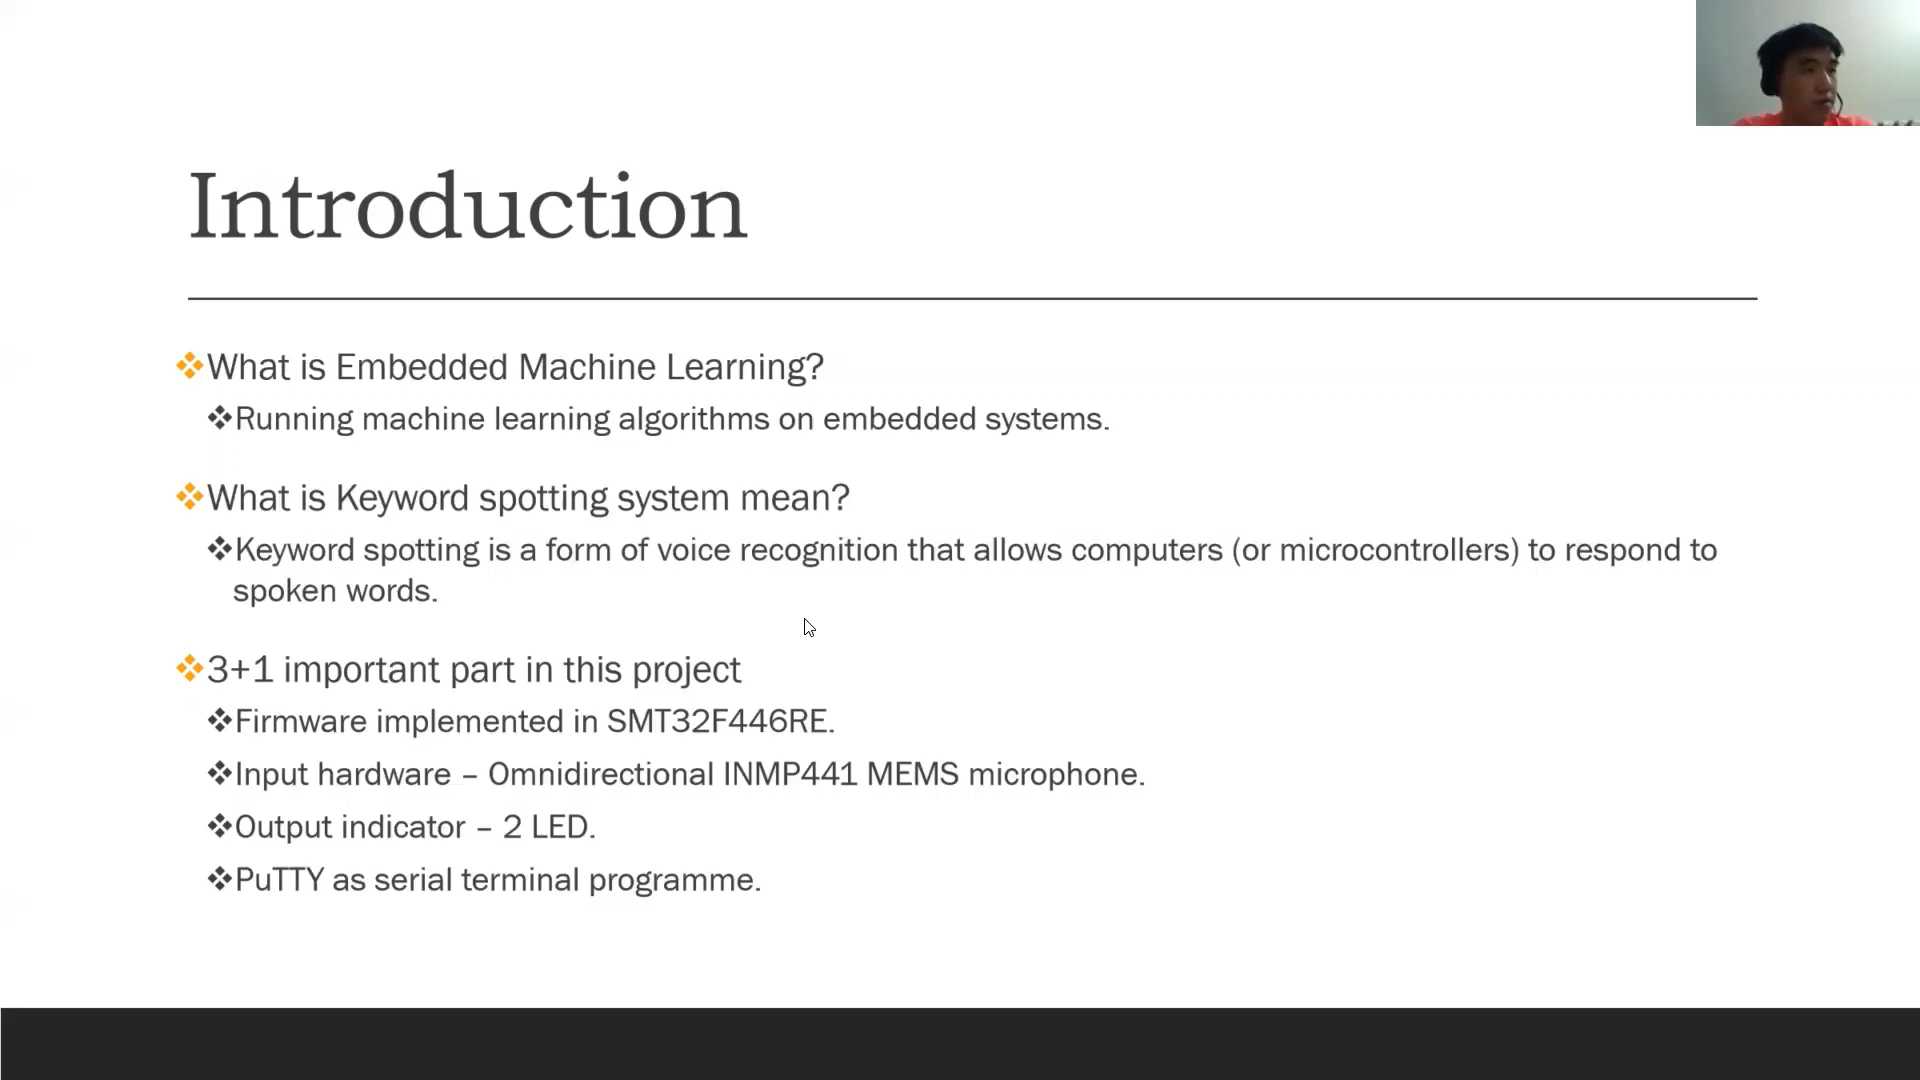 Introduction
What is Embedded Machine Learning?
Running machine learning algorithms on embedded systems.
What is Keyword spotting system mean?
Keyword spotting is a form of voice recognition that allows computers (or microcontrollers) to respond to
spoken words.
3+1 important part in this project
Firmware implemented in SMT32F446RE.
Input hardware – Omnidirectional INMP441 MEMS microphone.
Output indicator – 2 LED.
PuTTY as serial terminal programme.